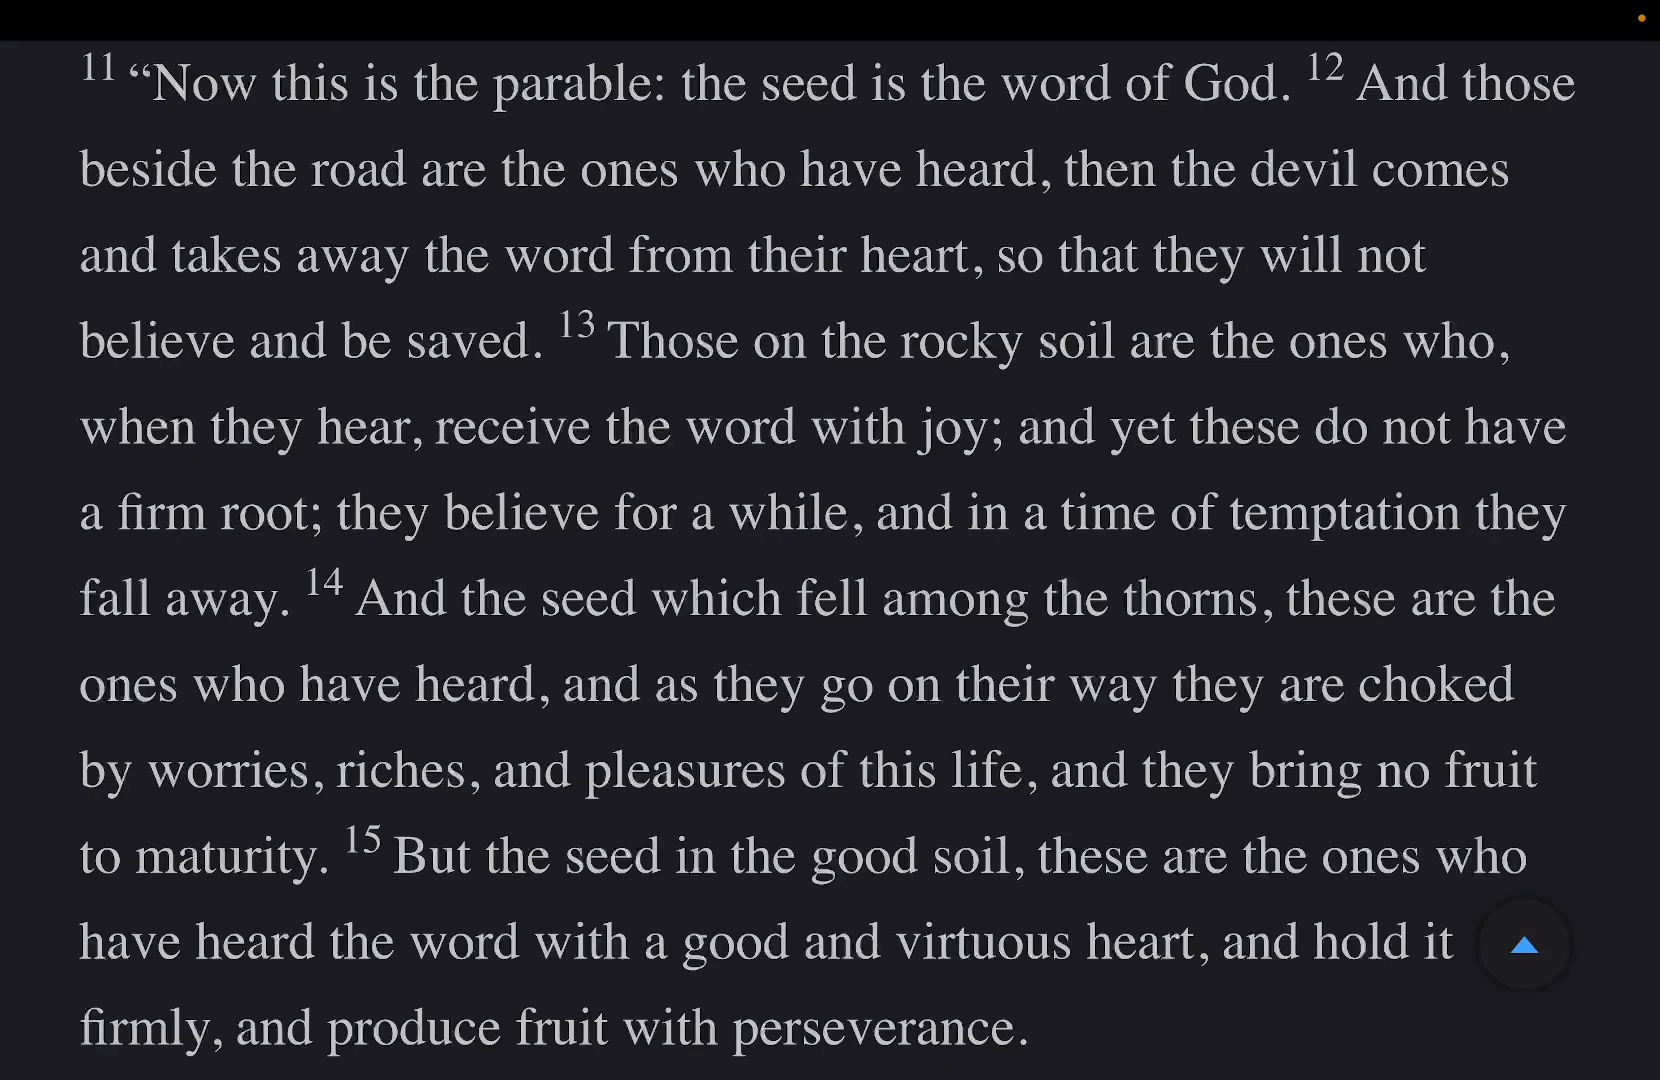 11 “Now this is the parable: the seed is the word of God. 12 And those
beside the road are the ones who have heard, then the devil comes
and takes away the word from their heart, so that they will not
believe and be saved. 13 Those on the rocky soil are the ones who,
when they hear, receive the word with joy; and yet these do not have
a firm root; they believe for a while, and in a time of temptation they
fall away. 14 And the seed which fell among the thorns, these are the
ones who have heard, and as they go on their way they are choked
by worries, riches, and pleasures of this life, and they bring no fruit
to maturity. 15 But the seed in the good soil, these are the ones who
have heard the word with a good and virtuous heart, and hold it
firmly, and produce fruit with perseverance.